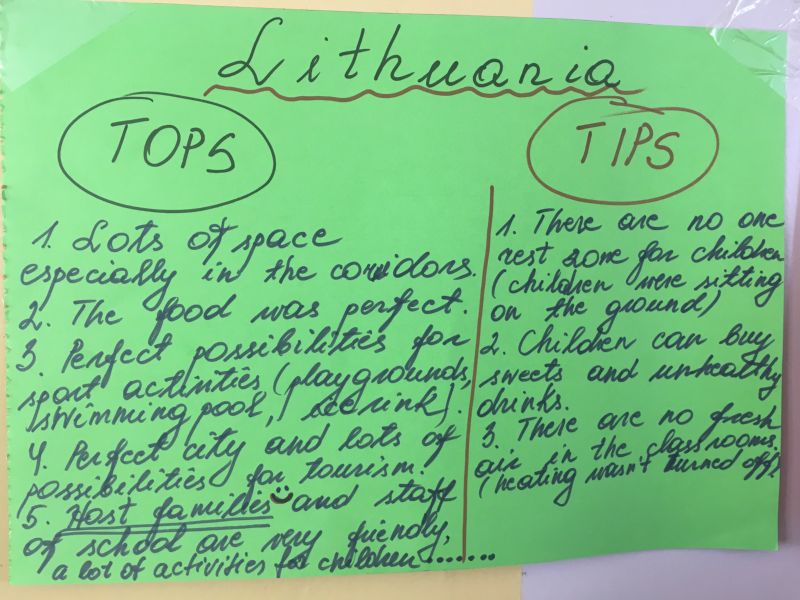 Lithuania
TOPS
1. Lots of space
especially in the corridors.
2. The food was perfect.
3. Perfect possibilities for
sport activities (playgrounds,
swimming pool, ice rink).
4. Perfect city and lots of
possibilities for tourism!
5. Host families and staff
of school are very friendly,
a lot of activities for children.......
TIPS
1. There are no one
rest zone for children
(children were sitting
on the ground)
2. Children can buy
sweets and unhealthy
drinks.
3. There are no fresh
air in the classrooms.
(heating wasn't turned off)!